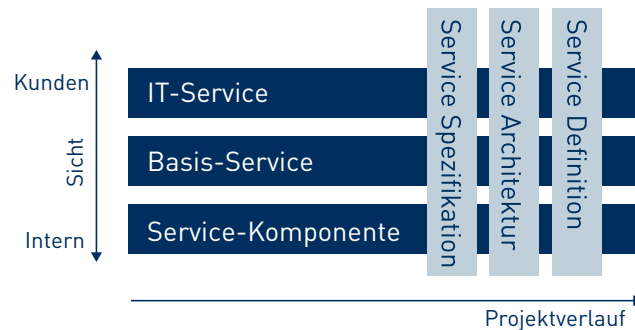 Kunden
Sicht
Intern
IT-Service
Basis-Service
Service-Komponente
Service Spezifikation
Service Architektur
Service Definition
Projektverlauf